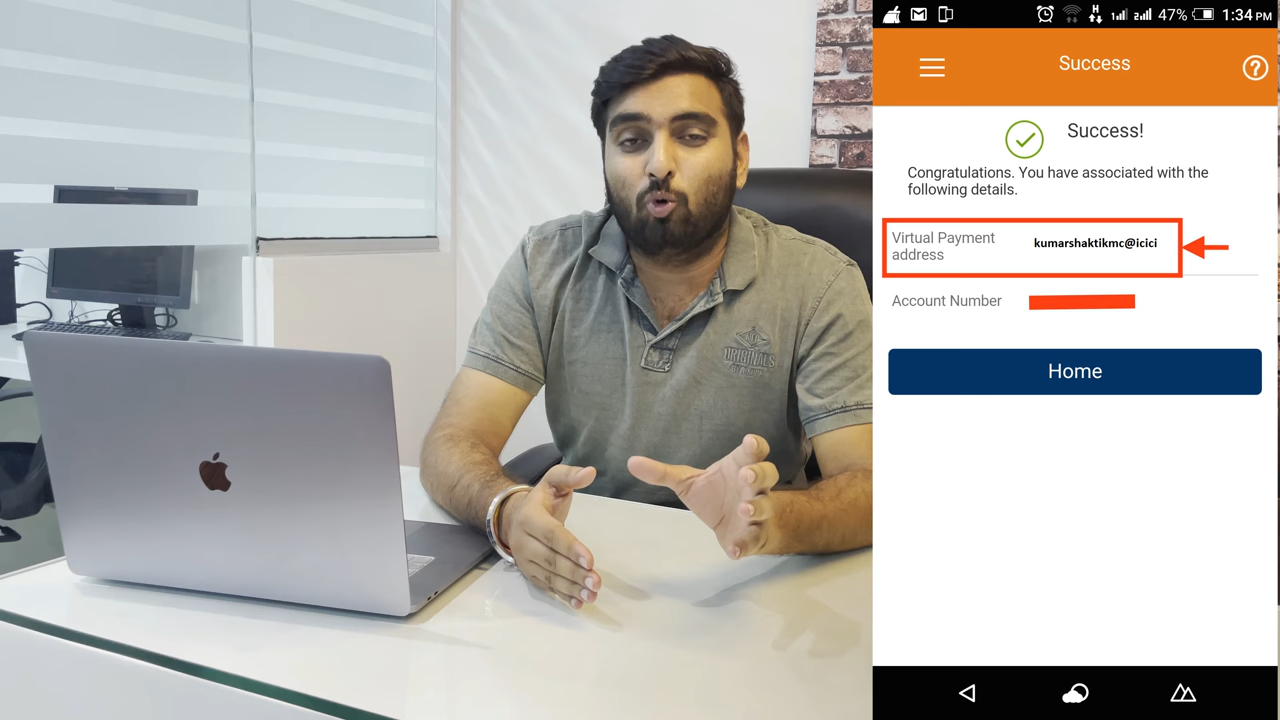 47% 1:34 PM
H
Success
Success!
Congratulations. You have associated with the
following details.
Virtual Payment
address
kumarshaktikmc@icici
Account Number
Home
ORIGINALS